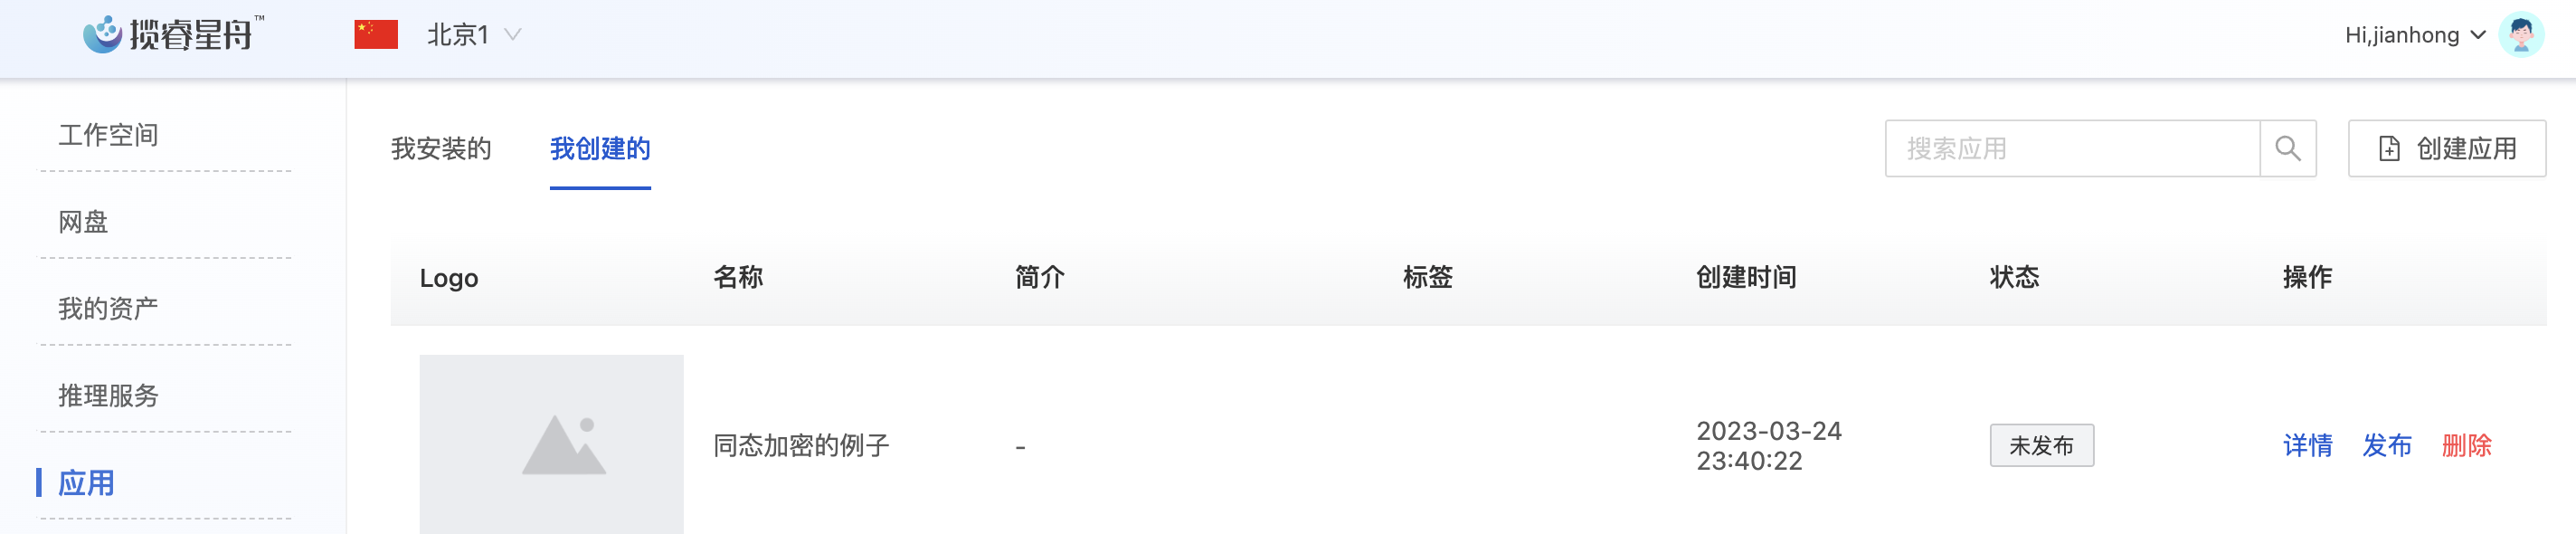 揽睿星舟™
北京1
Hi,jianhong
工作空间
网盘
我的资产
推理服务
应用
我安装的
我创建的
搜索应用
创建应用
Logo 名称 简介 标签 创建时间 状态 操作
同态加密的例子 - 2023-03-24
23:40:22 未发布 详情 发布 删除